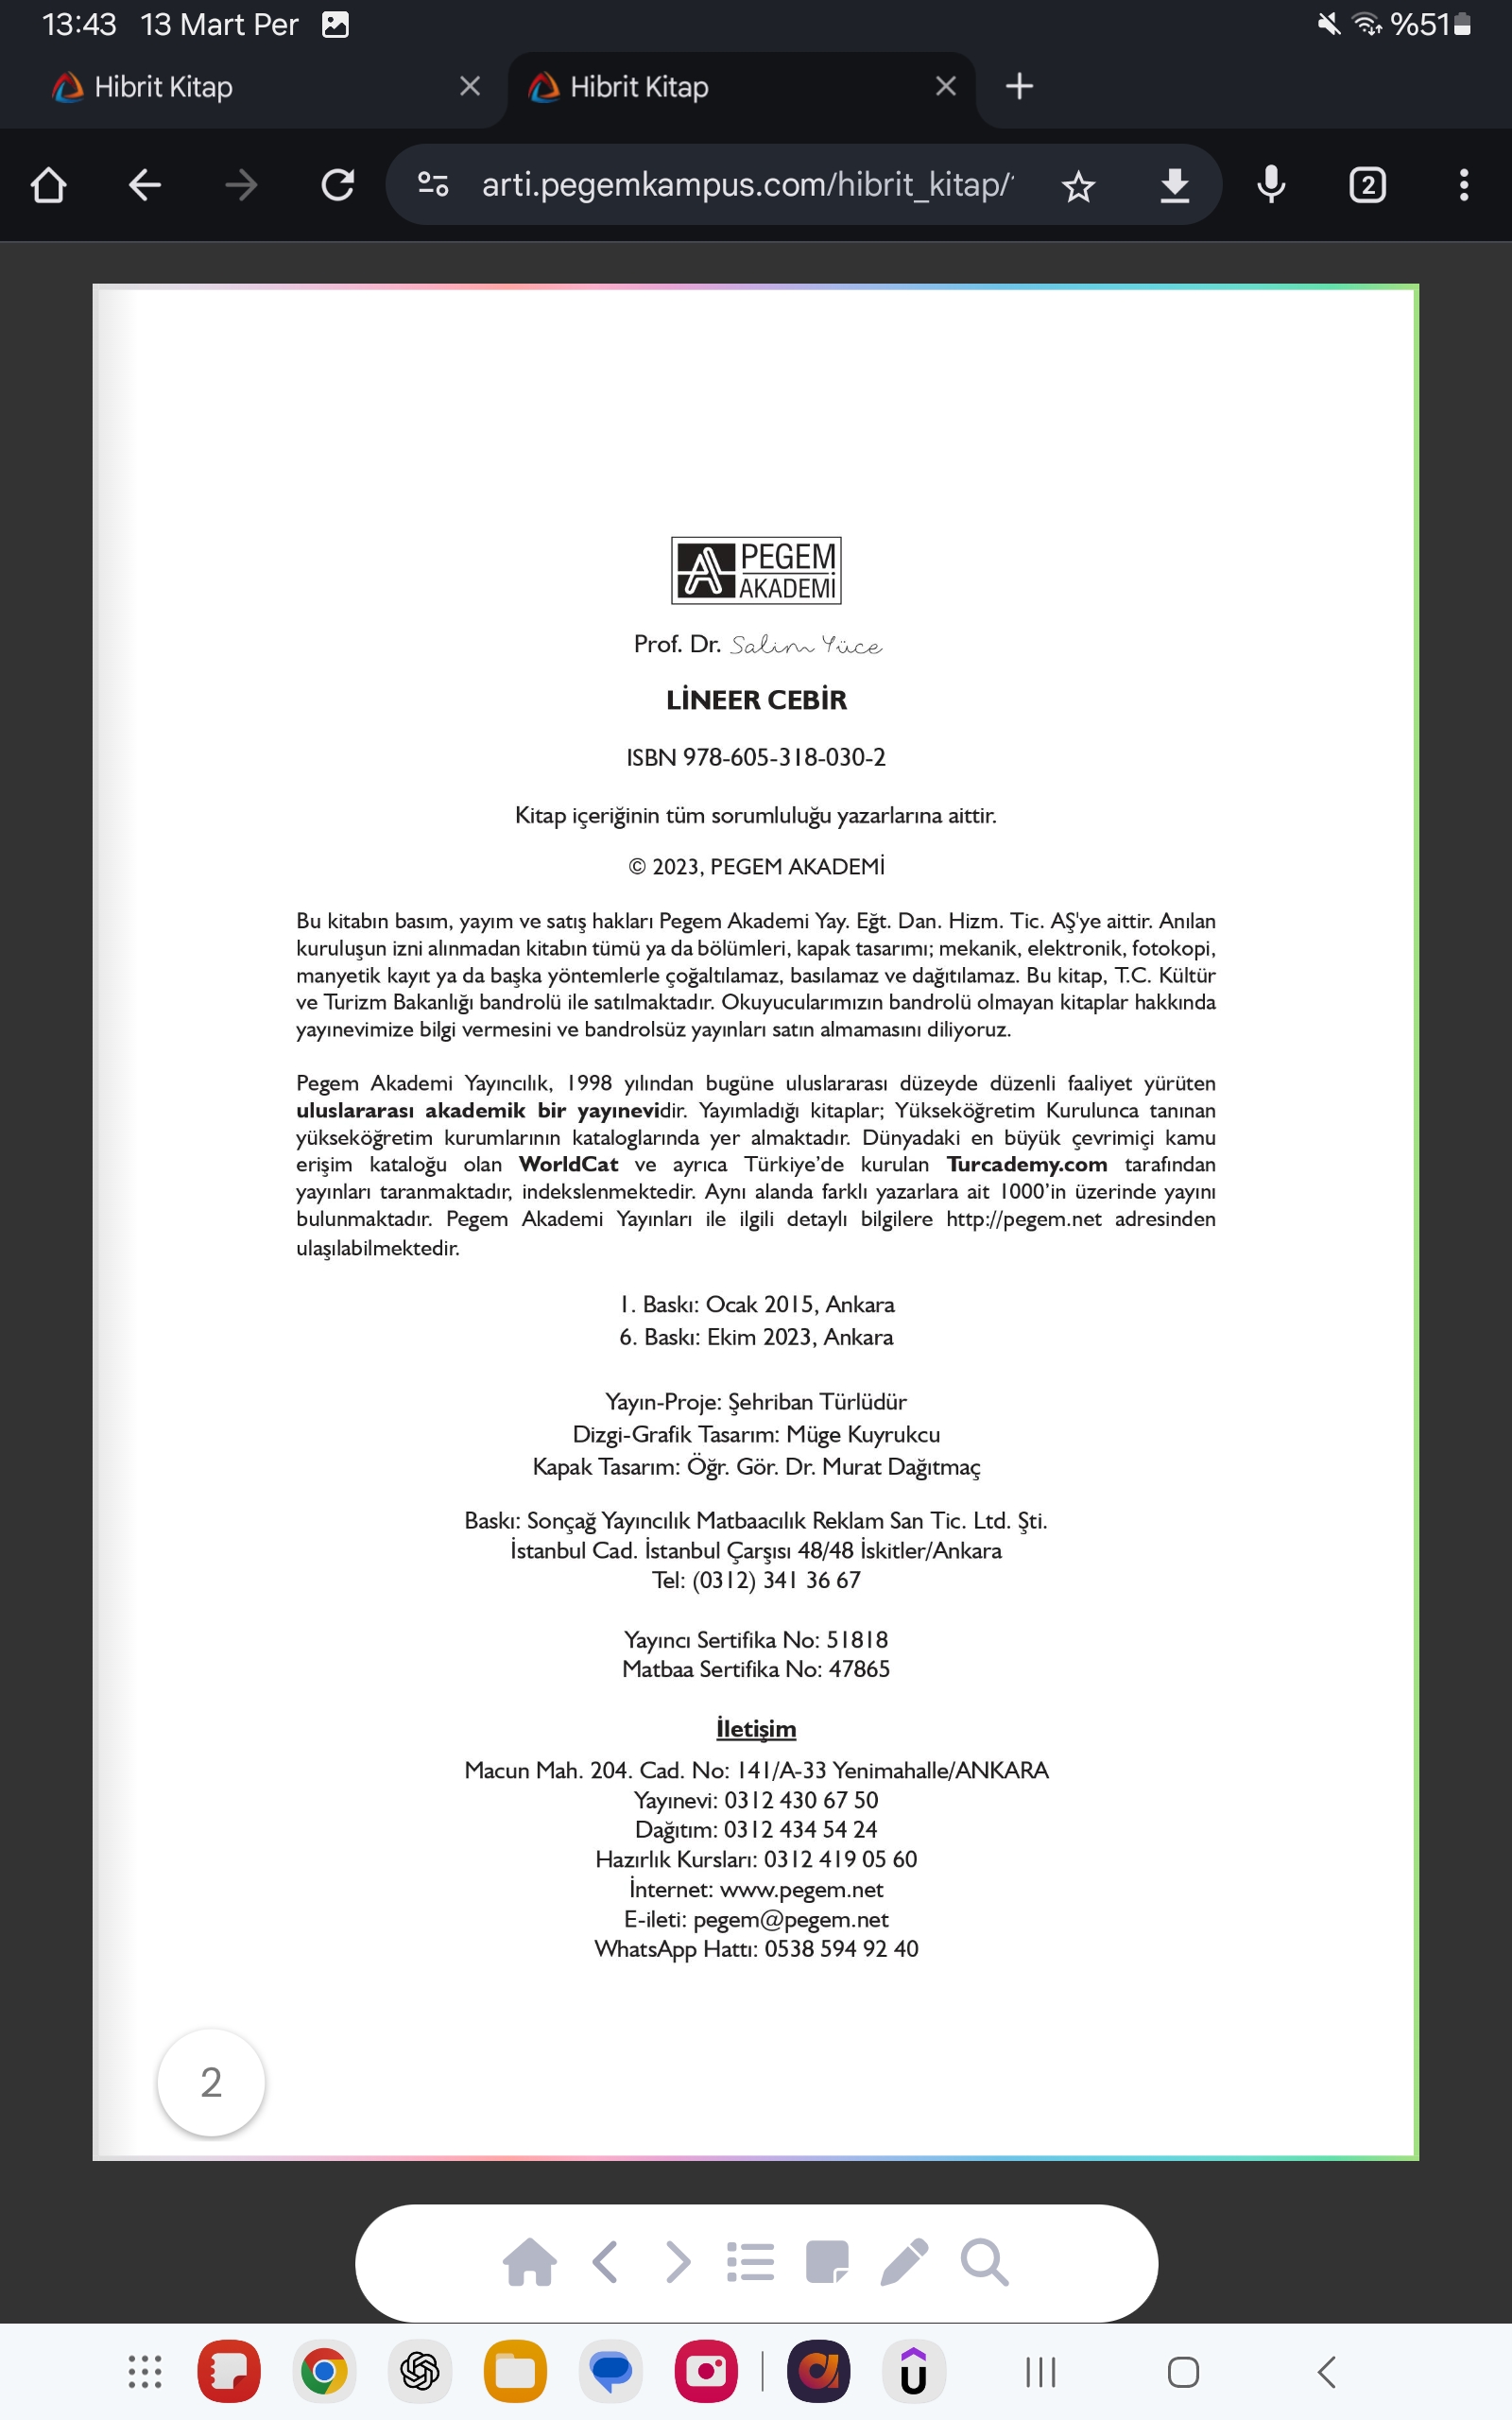 13:43 13 Mart Per %51
Hibrit Kitap
Hibrit Kitap
arti.pegemkampus.com/hibrit_kitap/
2
PEGEM
AKADEMİ
Prof. Dr. Salim Yüce
LİNEER CEBİR
ISBN 978-605-318-030-2
Kitap içeriğinin tüm sorumluluğu yazarlarına aittir.
© 2023, PEGEM AKADEMİ
Bu kitabın basım, yayım ve satış hakları Pegem Akademi Yay. Eğt. Dan. Hizm. Tic. AŞ'ye aittir. Anılan
kuruluşun izni alınmadan kitabın tümü ya da bölümleri, kapak tasarımı; mekanik, elektronik, fotokopi,
manyetik kayıt ya da başka yöntemlerle çoğaltılamaz, basılamaz ve dağıtılamaz. Bu kitap, T.C. Kültür
ve Turizm Bakanlığı bandrolü ile satılmaktadır. Okuyucularımızın bandrolü olmayan kitaplar hakkında
yayınevimize bilgi vermesini ve bandrolsüz yayınları satın almamasını diliyoruz.
Pegem Akademi Yayıncılık, 1998 yılından bugüne uluslararası düzeyde düzenli faaliyet yürüten
uluslararası akademik bir yayınevidir. Yayımladığı kitaplar; Yükseköğretim Kurulunca tanınan
yükseköğretim kurumlarının kataloglarında yer almaktadır. Dünyadaki en büyük çevrimiçi kamu
erişim kataloğu olan WorldCat ve ayrıca Türkiye’de kurulan Turcademy.com tarafından
yayınları taranmaktadır, indekslenmektedir. Aynı alanda farklı yazarlara ait 1000’in üzerinde yayını
bulunmaktadır. Pegem Akademi Yayınları ile ilgili detaylı bilgilere http://pegem.net adresinden
ulaşılabilmektedir.
1. Baskı: Ocak 2015, Ankara
6. Baskı: Ekim 2023, Ankara
Yayın-Proje: Şehriban Türlüdür
Dizgi-Grafik Tasarım: Müge Kuyrukcu
Kapak Tasarım: Öğr. Gör. Dr. Murat Dağıtmaç
Baskı: Sonçağ Yayıncılık Matbaacılık Reklam San Tic. Ltd. Şti.
İstanbul Cad. İstanbul Çarşısı 48/48 İskitler/Ankara
Tel: (0312) 341 36 67
Yayıncı Sertifika No: 51818
Matbaa Sertifika No: 47865
İletişim
Macun Mah. 204. Cad. No: 141/A-33 Yenimahalle/ANKARA
Yayınevi: 0312 430 67 50
Dağıtım: 0312 434 54 24
Hazırlık Kursları: 0312 419 05 60
İnternet: www.pegem.net
E-ileti: pegem@pegem.net
WhatsApp Hattı: 0538 594 92 40
2